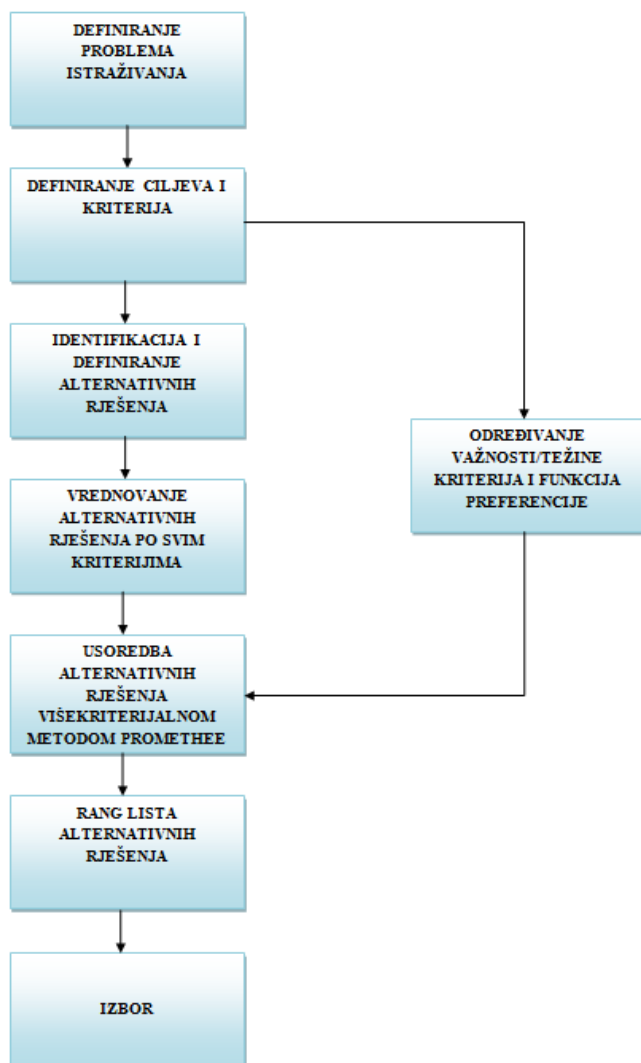 DEFINIRANJE
PROBLEMA
ISTRAŽIVANJA
DEFINIRANJE CILJEVA I
KRITERIJA
IDENTIFIKACIJA I
DEFINIRANJE
ALTERNATIVNIH
RJEŠENJA
ODREĐIVANJE
VAŽNOSTI/TEŽINE
KRITERIJA I FUNKCIJA
PREFERENCIJE
VREDNOVANJE
ALTERNATIVNIH
RJEŠENJA PO SVIM
KRITERIJIMA
USOREDBA
ALTERNATIVNIH
RJEŠENJA
VIŠEKRITERIJALNOM
METODOM PROMETHEE
RANG LISTA
ALTERNATIVNIH
RJEŠENJA
IZBOR